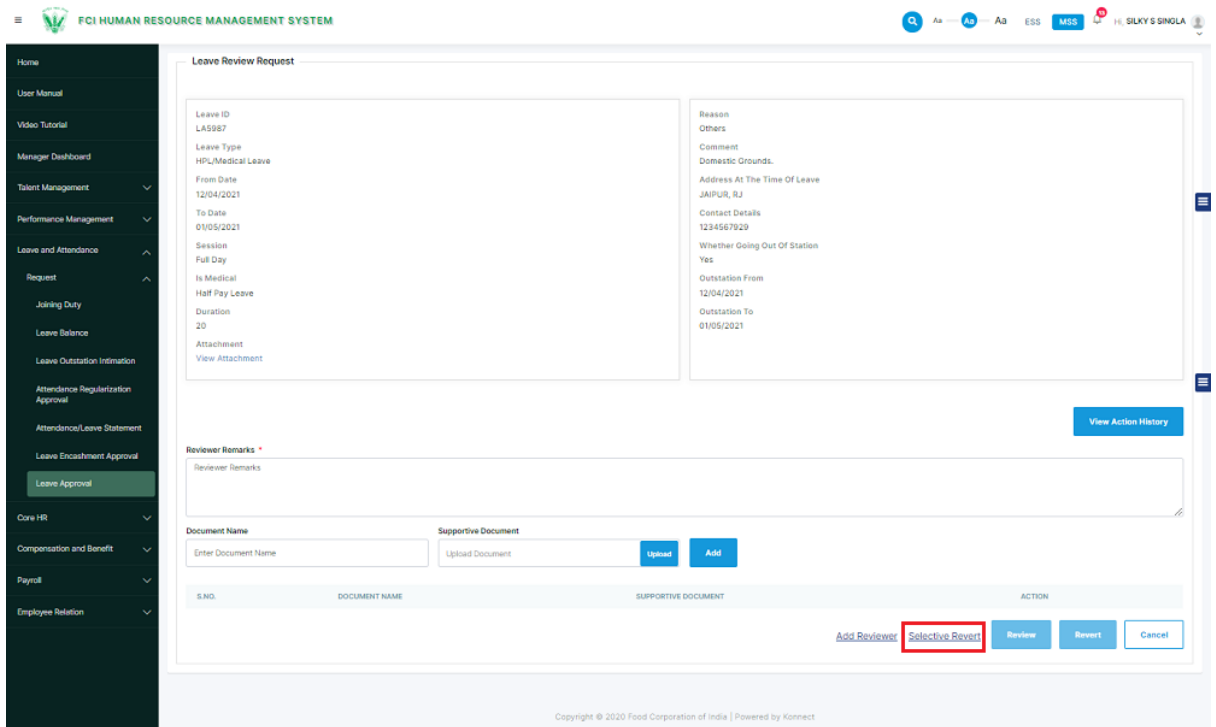 FCI HUMAN RESOURCE MANAGEMENT SYSTEM
Aa Aa Aa ESS MSS Hi, SILKY S SINGLA
Home
User Manual
Video Tutorial
Manager Dashboard
Talent Management
Performance Management
Leave and Attendance
Request
Joining Duty
Leave Balance
Leave Outstation Intimation
Attendance Regularization
Approval
Attendance/Leave Statement
Leave Encashment Approval
Leave Approval
Core HR
Compensation and Benefit
Payroll
Employee Relation
Leave Review Request
Leave ID
LA5987
Leave Type
HPL/Medical Leave
From Date
12/04/2021
To Date
01/05/2021
Session
Full Day
Is Medical
Half Pay Leave
Duration
20
Attachment
View Attachment
Reason
Others
Comment
Domestic Grounds.
Address At The Time Of Leave
JAIPUR, RJ
Contact Details
1234567929
Whether Going Out Of Station
Yes
Outstation From
12/04/2021
Outstation To
01/05/2021
View Action History
Reviewer Remarks *
Reviewer Remarks
Document Name Supportive Document
Enter Document Name Upload Document Upload Add
S.NO. DOCUMENT NAME SUPPORTIVE DOCUMENT ACTION
Add Reviewer Selective Revert Review Revert Cancel
Copyright © 2020 Food Corporation of India | Powered by Konnect